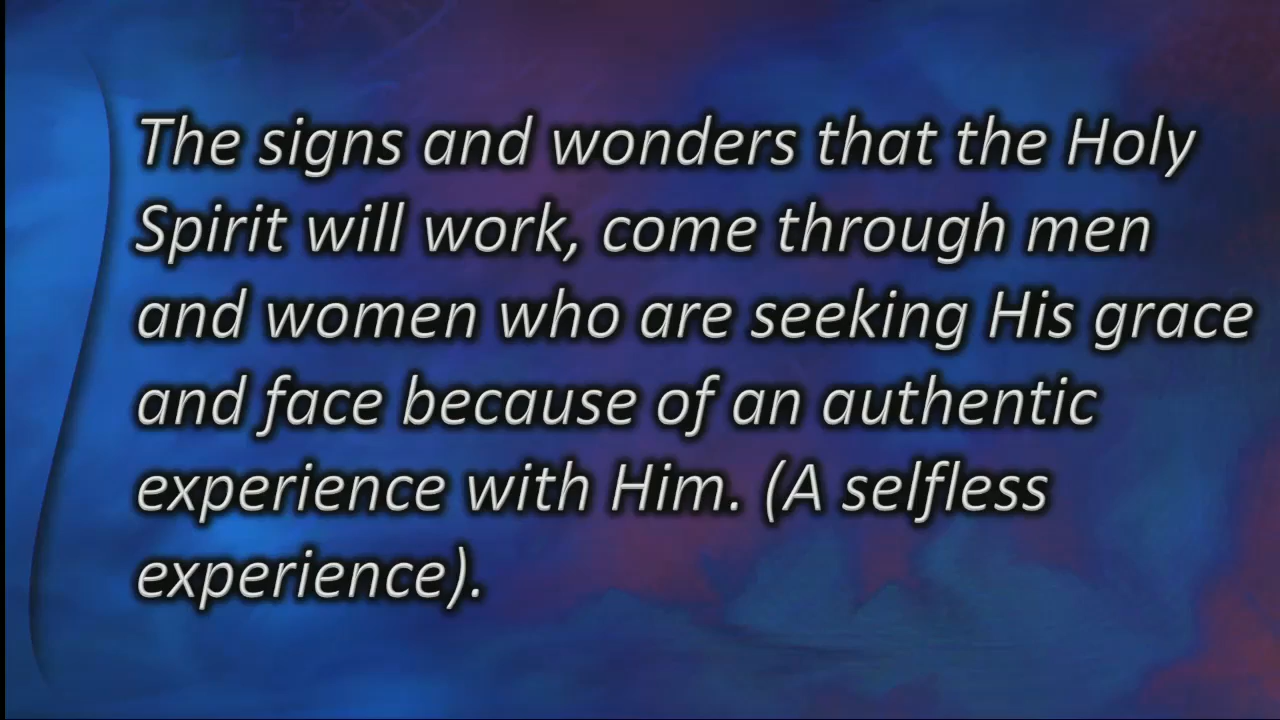 The signs and wonders that the Holy
Spirit will work, come through men
and women who are seeking His grace
and face because of an authentic
experience with Him. (A selfless
experience).